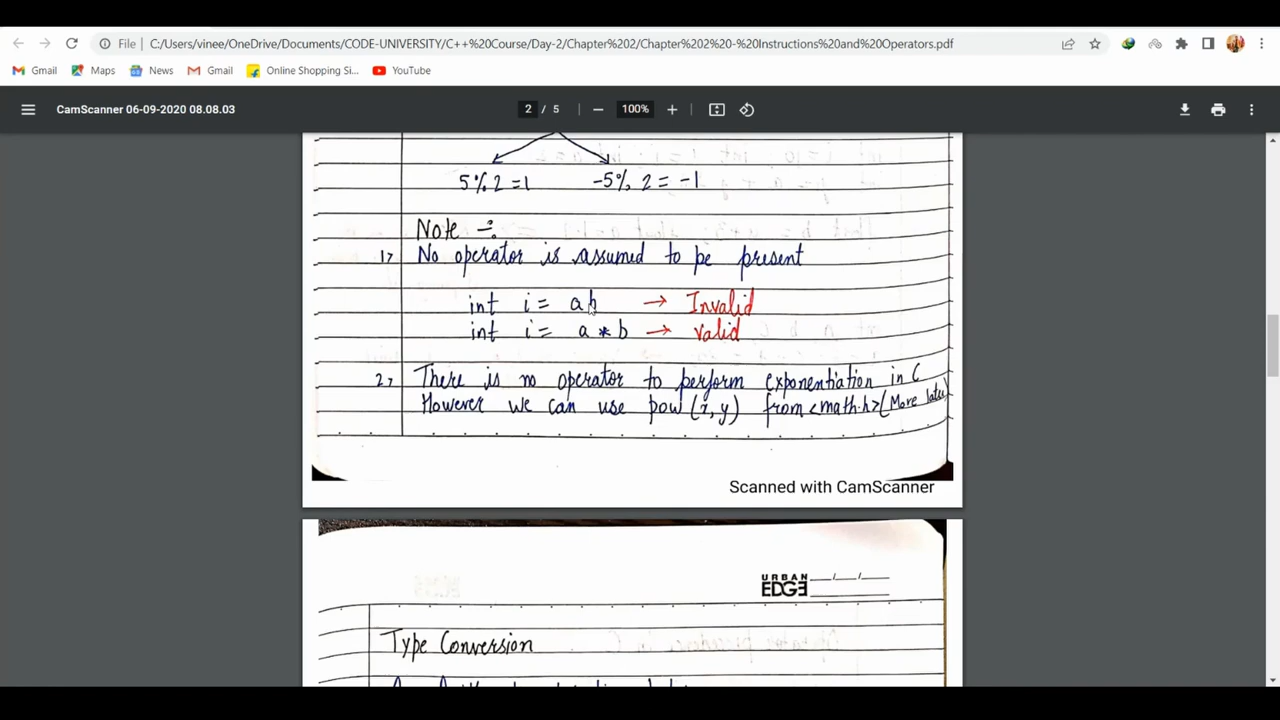 File
C:/Users/vinee/OneDrive/Documents/CODE-UNIVERSITY/C++%20Course/Day-2/Chapter%202/Chapter%202%20-%20Instructions%20and%20Operators.pdf
Gmail Maps News Gmail Online Shopping Si... YouTube
CamScanner 06-09-2020 08.08.03 2 / 5 100%
5%2 = 1 -5% 2 = -1
Note ÷
1> No operator is assumed to be present
int i = ab → Invalid
int i = a * b → valid
2> There is no operator to perform exponentiation in C
However we can use pow (x,y) from <math.h> (More later)
Scanned with CamScanner
URBAN
EDGE
Type Conversion